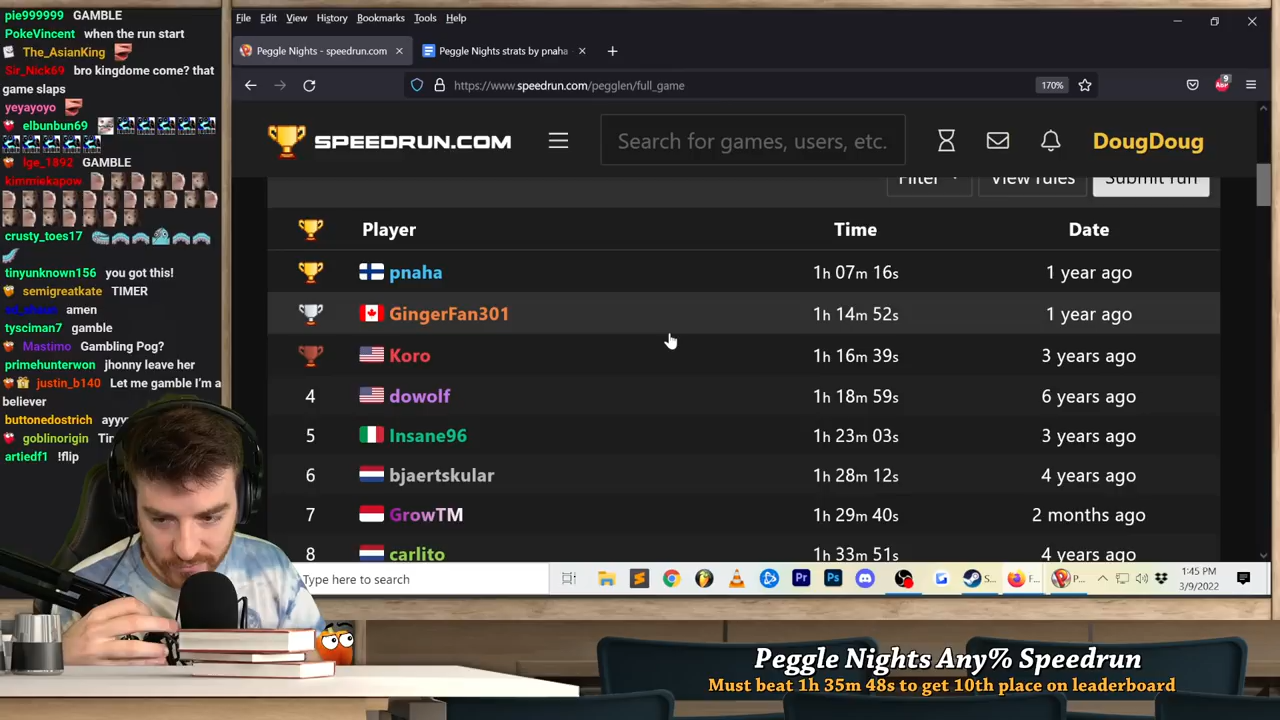 pie999999 GAMBLE
PokeVincent when the run start
The_AsianKing
Sir_Nick69 bro kingdome come? that
game slaps
yeyayoyo
elbunbun69
lge_1892 GAMBLE
kimmiekapow
crusty_toes17
tinyunknown156 you got this!
semigreatkate TIMER
amen
tysciman7 gamble
Mastimo Gambling Pog?
primehunterwon jhonny leave her
justin_b140 Let me gamble I'm a
believer
buttonedostrich ayyy
goblinorigin
artiedf1 !flip
File Edit View History Bookmarks Tools Help
Peggle Nights - speedrun.com
Peggle Nights strats by pnaha
https://www.speedrun.com/pegglen/full_game
170%
9
ABP
SPEEDRUN.COM
Search for games, users, etc.
DougDoug
Filter View rules Submit run
Player Time Date
pnaha 1h 07m 16s 1 year ago
GingerFan301 1h 14m 52s 1 year ago
Koro 1h 16m 39s 3 years ago
4 dowolf 1h 18m 59s 6 years ago
5 Insane96 1h 23m 03s 3 years ago
6 bjaertskular 1h 28m 12s 4 years ago
7 GrowTM 1h 29m 40s 2 months ago
8 carlito 1h 33m 51s 4 years ago
Type here to search
Pr
Ps
S...
F...
P...
1:45 PM
3/9/2022
Peggle Nights Any% Speedrun
Must beat 1h 35m 48s to get 10th place on leaderboard